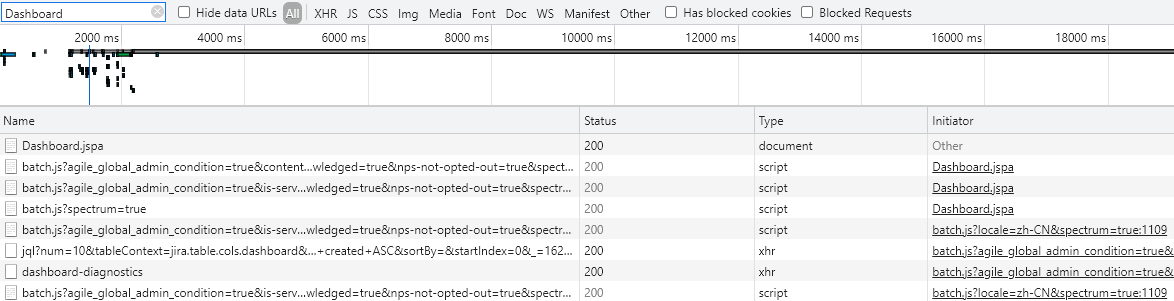 Dashboard
Hide data URLs All XHR JS CSS Img Media Font Doc WS Manifest Other Has blocked cookies Blocked Requests
2000 ms 4000 ms 6000 ms 8000 ms 10000 ms 12000 ms 14000 ms 16000 ms 18000 ms
Name Status Type Initiator
Dashboard.jspa 200 document Other
batch.js?agile_global_admin_condition=true&content...wledged=true&nps-not-opted-out=true&spect... 200 script Dashboard.jspa
batch.js?agile_global_admin_condition=true&is-serv...wledged=true&nps-not-opted-out=true&spectr... 200 script Dashboard.jspa
batch.js?spectrum=true 200 script Dashboard.jspa
batch.js?agile_global_admin_condition=true&is-serv...wledged=true&nps-not-opted-out=true&spectr... 200 script batch.js?locale=zh-CN&spectrum=true:1109
jql?num=10&tableContext=jira.table.cols.dashboard&...+created+ASC&sortBy=&startIndex=0&_=162... 200 xhr batch.js?agile_global_admin_condition=true&
dashboard-diagnostics 200 xhr batch.js?agile_global_admin_condition=true&
batch.js?agile_global_admin_condition=true&is-serv...wledged=true&nps-not-opted-out=true&spectr... 200 script batch.js?locale=zh-CN&spectrum=true:1109